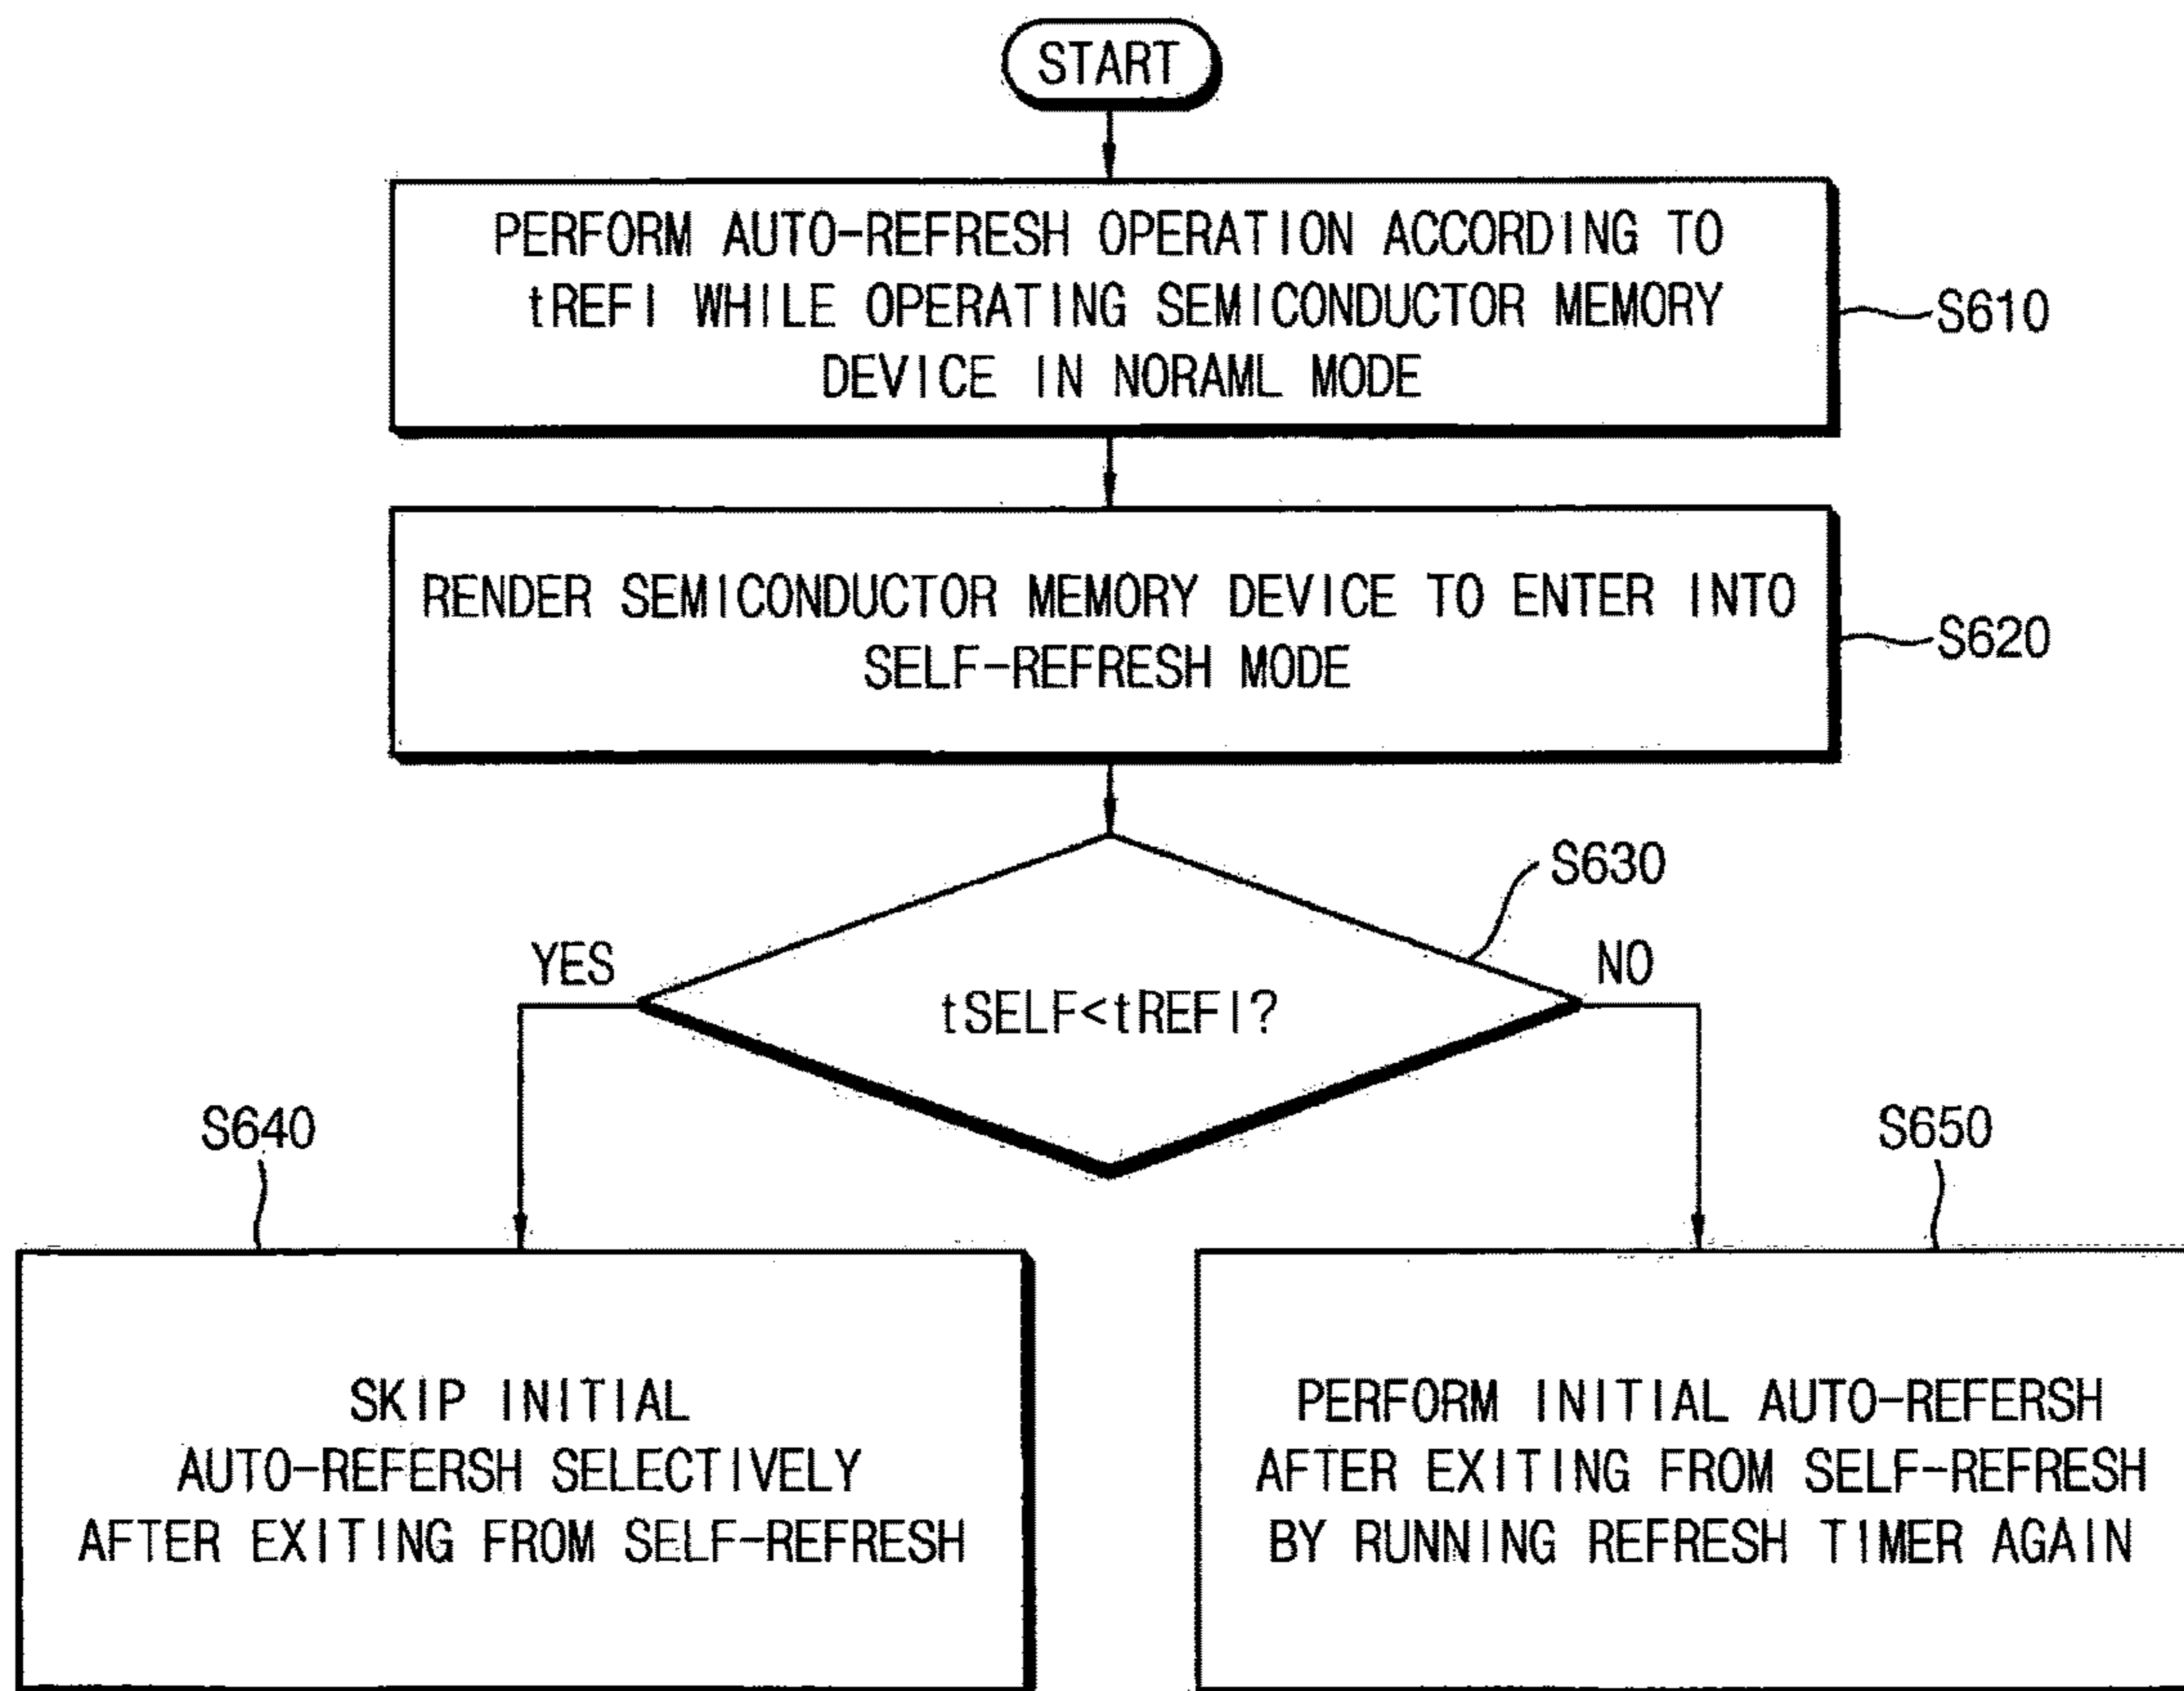 START
PERFORM AUTO-REFRESH OPERATION ACCORDING TO
tREFI WHILE OPERATING SEMICONDUCTOR MEMORY
DEVICE IN NORAML MODE
S610
RENDER SEMICONDUCTOR MEMORY DEVICE TO ENTER INTO
SELF-REFRESH MODE
S620
S630
YES
NO
tSELF<tREFI?
S640
S650
SKIP INITIAL
AUTO-REFERSH SELECTIVELY
AFTER EXITING FROM SELF-REFRESH
PERFORM INITIAL AUTO-REFERSH
AFTER EXITING FROM SELF-REFRESH
BY RUNNING REFRESH TIMER AGAIN